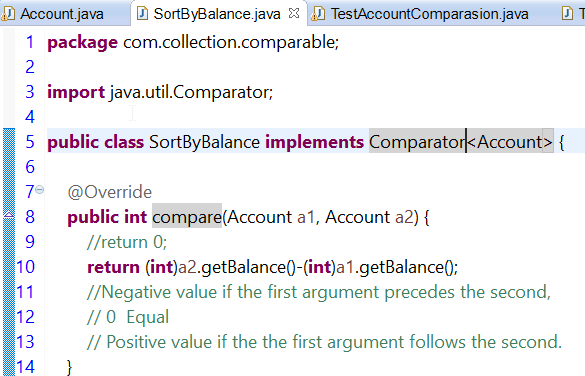 Account.java SortByBalance.java TestAccountComparasion.java
1 package com.collection.comparable;
2
3 import java.util.Comparator;
4
5 public class SortByBalance implements Comparator<Account> {
6
7 @Override
8 public int compare(Account a1, Account a2) {
9 //return 0;
10 return (int)a2.getBalance()-(int)a1.getBalance();
11 //Negative value if the first argument precedes the second,
12 // 0 Equal
13 // Positive value if the the first argument follows the second.
14 }